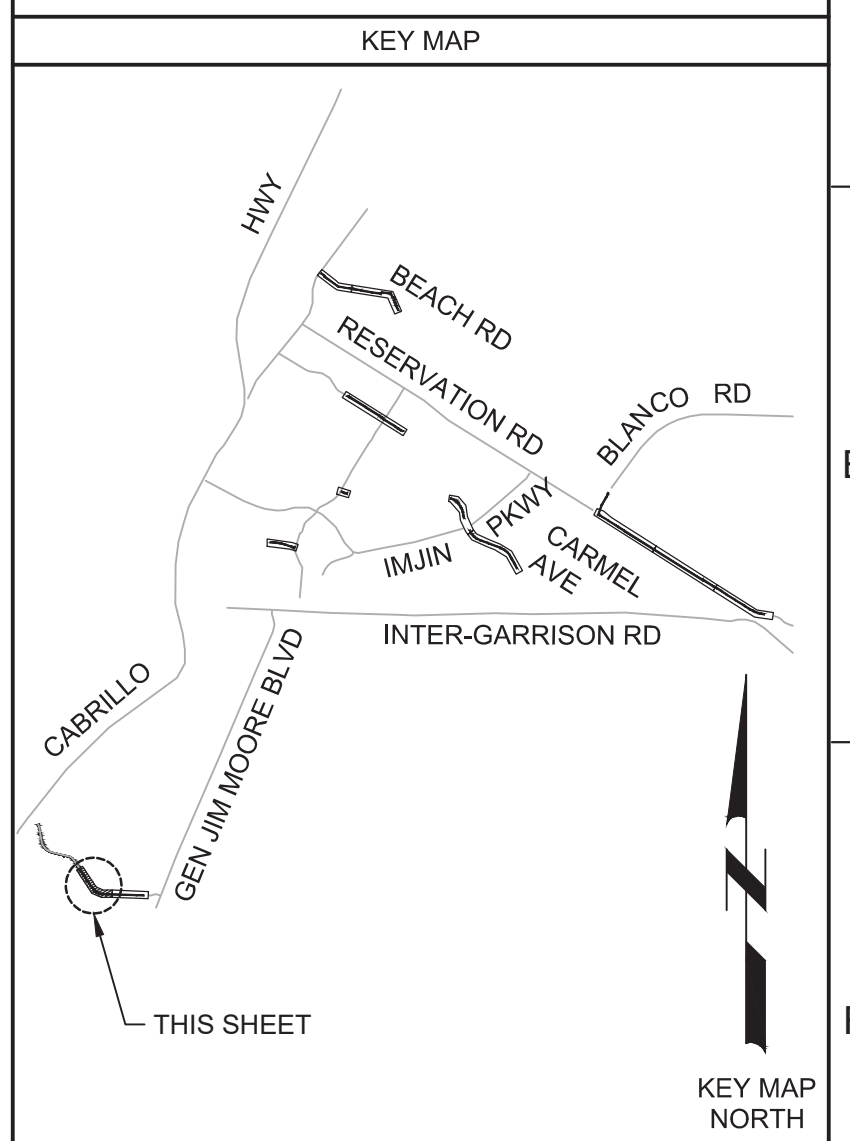 KEY MAP
HWY
BEACH RD
RESERVATION RD
BLANCO RD
PKWY
IMJIN
CARMEL
AVE
INTER-GARRISON RD
CABRILLO
GEN JIM MOORE BLVD
THIS SHEET
KEY MAP
NORTH